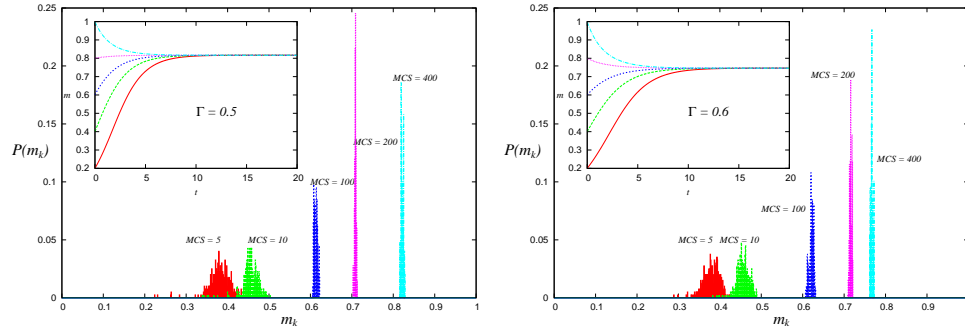 0.25
0.2
0.15
0.1
0.05
0
P(m_k)
0 0.1 0.2 0.3 0.4 0.5 0.6 0.7 0.8 0.9 1
m_k
MCS = 5
MCS = 10
MCS = 100
MCS = 200
MCS = 400
1
0.9
0.8
m
0.6
0.5
0.4
0.3
0.2
0 5 10 15 20
t
Γ = 0.5
0.25
0.2
0.15
0.1
0.05
0
P(m_k)
0 0.1 0.2 0.3 0.4 0.5 0.6 0.7 0.8 0.9
m_k
MCS = 5
MCS = 10
MCS = 100
MCS = 200
MCS = 400
1
0.9
0.8
m
0.6
0.5
0.4
0.3
0.2
0 5 10 15 20
t
Γ = 0.6